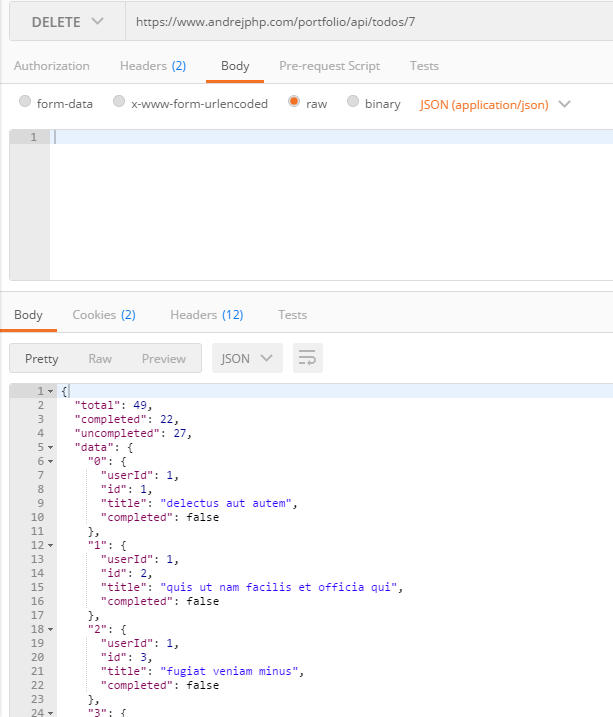 DELETE https://www.andrejphp.com/portfolio/api/todos/7
Authorization Headers (2) Body Pre-request Script Tests
form-data x-www-form-urlencoded raw binary JSON (application/json)
1
Body Cookies (2) Headers (12) Tests
Pretty Raw Preview JSON
1 {
2 "total": 49,
3 "completed": 22,
4 "uncompleted": 27,
5 "data": {
6 "0": {
7 "userId": 1,
8 "id": 1,
9 "title": "delectus aut autem",
10 "completed": false
11 },
12 "1": {
13 "userId": 1,
14 "id": 2,
15 "title": "quis ut nam facilis et officia qui",
16 "completed": false
17 },
18 "2": {
19 "userId": 1,
20 "id": 3,
21 "title": "fugiat veniam minus",
22 "completed": false
23 },
24 "3": {